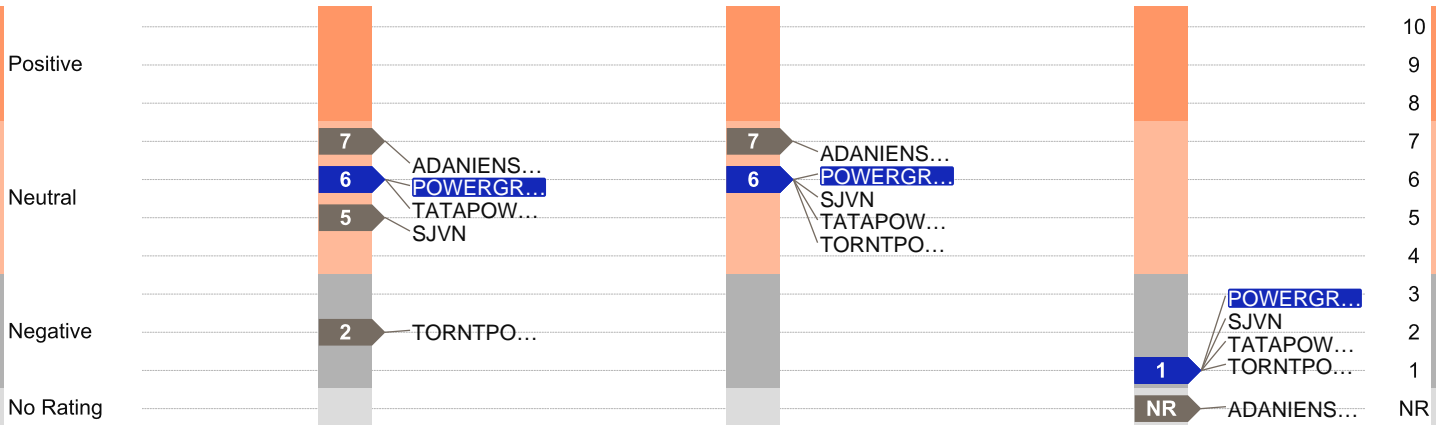 10
Positive
9
8
7
7
7
ADANIENS…
ADANIENS…
6
POWERGR…
6
POWERGR…
6
Neutral
SJVN
TATAPOW…
5
TATAPOW…
5
SJVN
TORNTPO…
4
POWERGR…
3
SJVN
Negative
2
TORNTPO…
2
TATAPOW…
1
TORNTPO…
1
No Rating
NR
ADANIENS…
NR